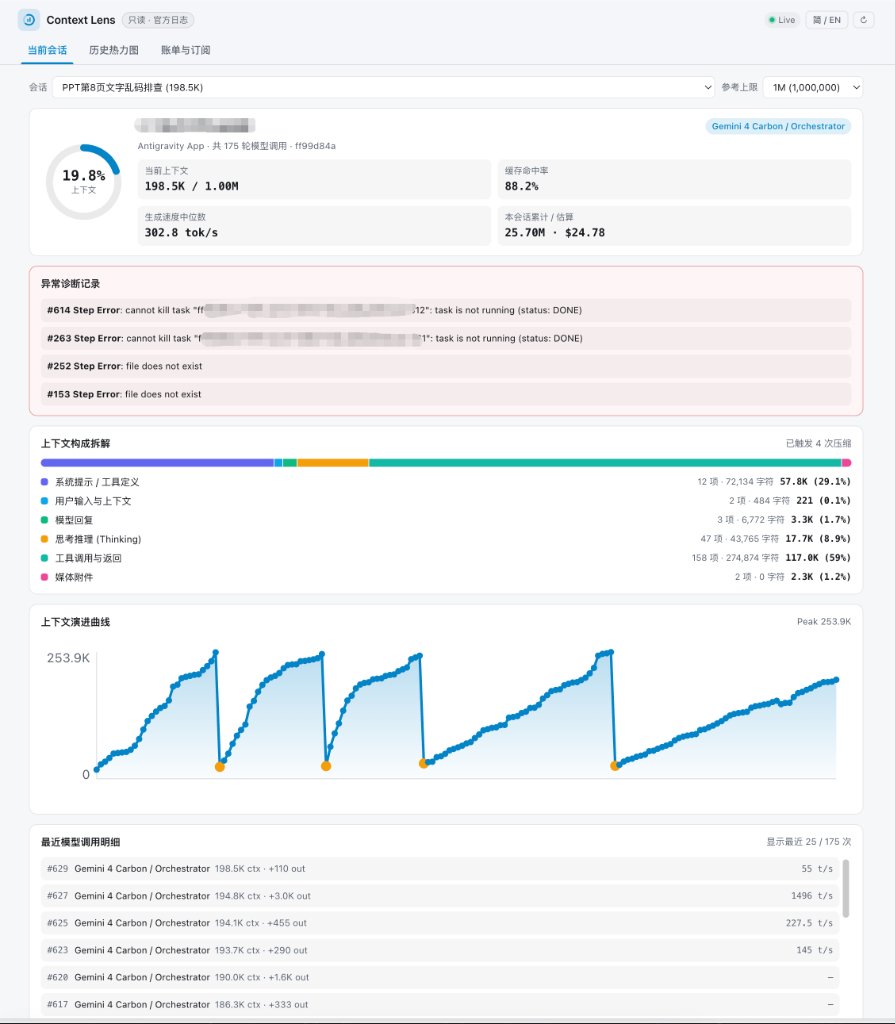 Context Lens 只读 · 官方日志 Live 简 / EN
当前会话 历史热力图 账单与订阅
会话 PPT第8页文字乱码排查 (198.5K) 参考上限 1M (1,000,000)
Gemini 4 Carbon / Orchestrator
Antigravity App · 共 175 轮模型调用 · ff99d84a
19.8%
上下文
当前上下文
198.5K / 1.00M
缓存命中率
88.2%
生成速度中位数
302.8 tok/s
本会话累计 / 估算
25.70M · $24.78
异常诊断记录
#614 Step Error: cannot kill task "ff 12": task is not running (status: DONE)
#263 Step Error: cannot kill task "f 1": task is not running (status: DONE)
#252 Step Error: file does not exist
#153 Step Error: file does not exist
上下文构成拆解 已触发 4 次压缩
系统提示 / 工具定义 12 项 · 72,134 字符 57.8K (29.1%)
用户输入与上下文 2 项 · 484 字符 221 (0.1%)
模型回复 3 项 · 6,772 字符 3.3K (1.7%)
思考推理 (Thinking) 47 项 · 43,765 字符 17.7K (8.9%)
工具调用与返回 158 项 · 274,874 字符 117.0K (59%)
媒体附件 2 项 · 0 字符 2.3K (1.2%)
上下文演进曲线 Peak 253.9K
253.9K
0
最近模型调用明细 显示最近 25 / 175 次
#629 Gemini 4 Carbon / Orchestrator 198.5K ctx · +110 out 55 t/s
#627 Gemini 4 Carbon / Orchestrator 194.8K ctx · +3.0K out 1496 t/s
#625 Gemini 4 Carbon / Orchestrator 194.1K ctx · +455 out 227.5 t/s
#623 Gemini 4 Carbon / Orchestrator 193.7K ctx · +290 out 145 t/s
#620 Gemini 4 Carbon / Orchestrator 190.0K ctx · +1.6K out –
#617 Gemini 4 Carbon / Orchestrator 186.3K ctx · +333 out –